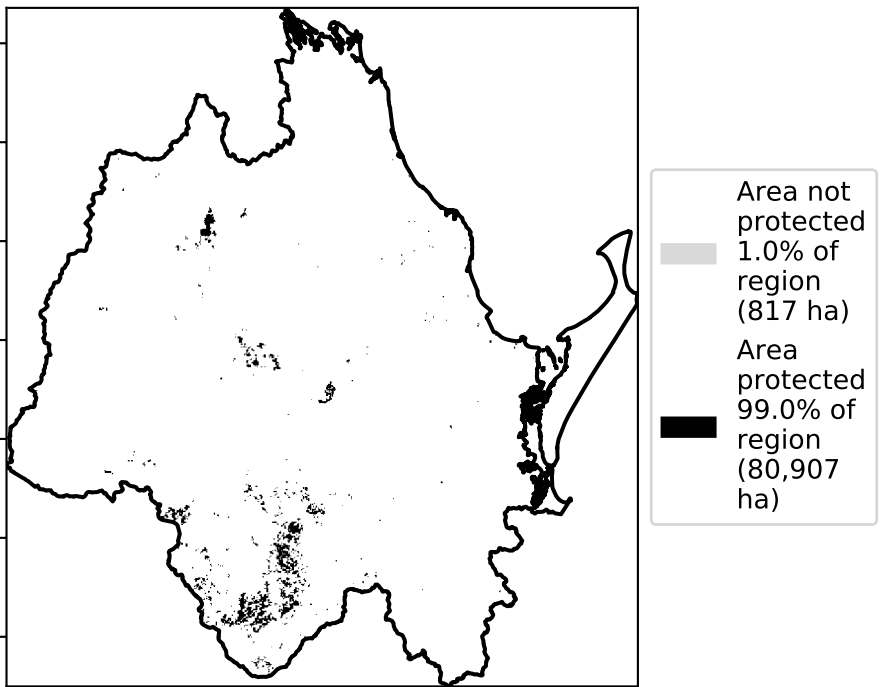 Area not
protected
1.0% of
region
(817 ha)
Area
protected
99.0% of
region
(80,907
ha)